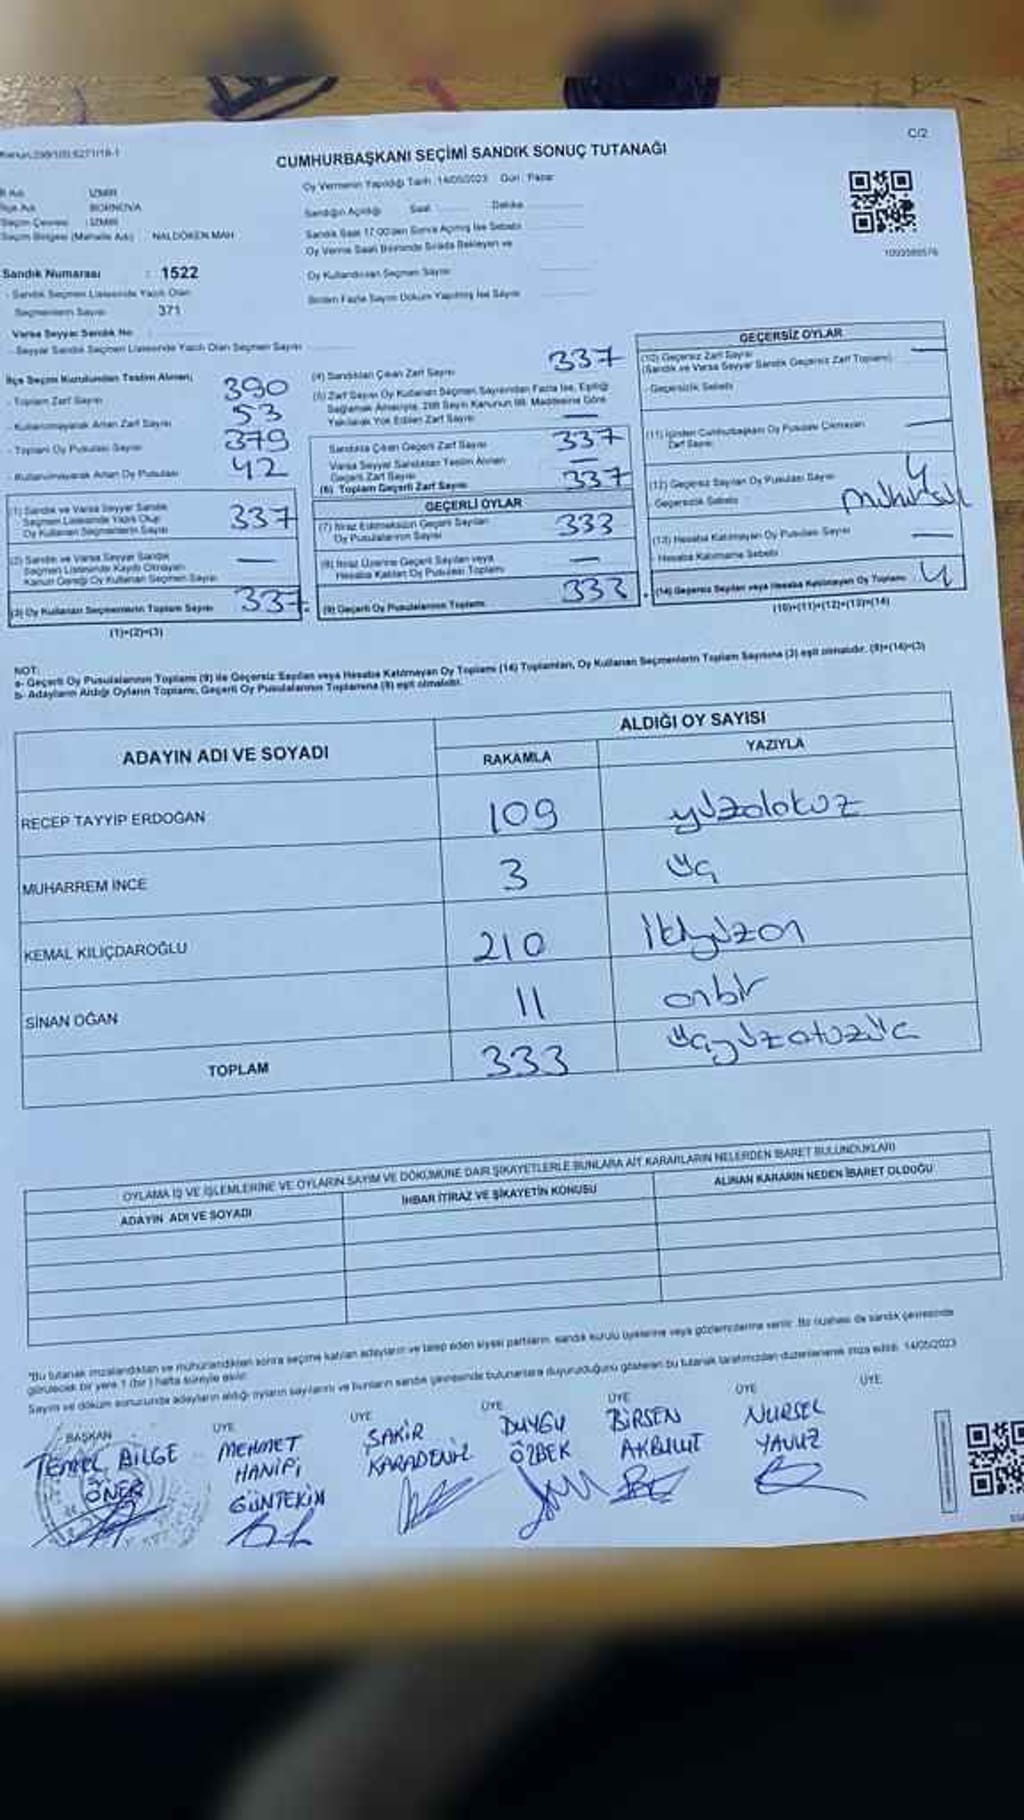 C/2
CUMHURBAŞKANI SEÇİMİ SANDIK SONUÇ TUTANAĞI
Oy Vermenin Yapıldığı Tarih :14/05/2023 Gün : Pazar
İZMİR
BORNOVA
Seçim Çevresi : İZMİR
Seçim Bölgesi (Mahalle Adı) : NALDÖKEN MAH
Sandığın Açıldığı Saat Dakika
Sandık Saat 17:00'den Sonra Açılmış İse Sebebi
Oy Verme Saati Bitiminde Sırada Bekleyen ve
Oy Kullandırılan Seçmen Sayısı
Birden Fazla Sayım Döküm Yapılmış İse Sayısı
Sandık Numarası : 1522
- Sandık Seçmen Listesinde Yazılı Olan
Seçmenlerin Sayısı 371
Varsa Seyyar Sandık No
- Seyyar Sandık Seçmen Listesinde Yazılı Olan Seçmen Sayısı
İlçe Seçim Kurulundan Teslim Alınan;
- Toplam Zarf Sayısı 390
- Kullanılmayarak Artan Zarf Sayısı 53
- Toplam Oy Pusulası Sayısı 379
- Kullanılmayarak Artan Oy Pusulası 42
(1) Sandık ve Varsa Seyyar Sandık
Seçmen Listesinde Yazılı Olup
Oy Kullanan Seçmenlerin Sayısı 337
(2) Sandık ve Varsa Seyyar Sandık
Seçmen Listesinde Kayıtlı Olmayan
Kanun Gereği Oy Kullanan Seçmen Sayısı —
(3) Oy Kullanan Seçmenlerin Toplam Sayısı 337
(1)+(2)=(3)
(4) Sandıktan Çıkan Zarf Sayısı 337
(5) Zarf Sayısı Oy Kullanan Seçmen Sayısından Fazla İse, Eşitliği
Sağlamak Amacıyla, 298 Sayılı Kanunun 98. Maddesine Göre
Yakılarak Yok Edilen Zarf Sayısı —
Sandıkta Çıkan Geçerli Zarf Sayısı 337
Varsa Seyyar Sandıktan Teslim Alınan
Geçerli Zarf Sayısı —
(6) Toplam Geçerli Zarf Sayısı 337
GEÇERLİ OYLAR
(7) İtiraz Edilmeksizin Geçerli Sayılan
Oy Pusulalarının Sayısı 333
(8) İtiraz Üzerine Geçerli Sayılan veya
Hesaba Katılan Oy Pusulası Toplamı —
(9) Geçerli Oy Pusulalarının Toplamı 333
GEÇERSİZ OYLAR
(10) Geçersiz Zarf Sayısı —
(Sandık ve Varsa Seyyar Sandık Geçersiz Zarf Toplamı)
- Geçersizlik Sebebi
(11) İçinden Cumhurbaşkanı Oy Pusulası Çıkmayan
Zarf Sayısı —
(12) Geçersiz Sayılan Oy Pusulası Sayısı 4
Geçersizlik Sebebi
(13) Hesaba Katılmayan Oy Pusulası Sayısı —
- Hesaba Katılmama Sebebi
(14) Geçersiz Sayılan veya Hesaba Katılmayan Oy Toplamı 4
(10)+(11)+(12)+(13)=(14)
NOT:
a- Geçerli Oy Pusulalarının Toplamı (9) ile Geçersiz Sayılan veya Hesaba Katılmayan Oy Toplamı (14) Toplamları, Oy Kullanan Seçmenlerin Toplam Sayısına (3) eşit olmalıdır. (9)+(14)=(3)
b- Adayların Aldığı Oyların Toplamı, Geçerli Oy Pusulalarının Toplamına (9) eşit olmalıdır.
ADAYIN ADI VE SOYADI ALDIĞI OY SAYISI
RAKAMLA YAZIYLA
RECEP TAYYİP ERDOĞAN 109 yüzdokuz
MUHARREM İNCE 3 üç
KEMAL KILIÇDAROĞLU 210 ikiyüzon
SİNAN OĞAN 11 onbir
TOPLAM 333 üçyüzotuzüç
OYLAMA İŞ VE İŞLEMLERİNE VE OYLARIN SAYIM VE DÖKÜMÜNE DAİR ŞİKAYETLERLE BUNLARA AİT KARARLARIN NELERDEN İBARET BULUNDUKLARI
ADAYIN ADI VE SOYADI İHBAR İTİRAZ VE ŞİKAYETİN KONUSU ALINAN KARARIN NEDEN İBARET OLDUĞU
*Bu tutanak imzalandıktan ve mühürlendikten sonra seçime katılan adayların ve talep eden siyasi partilerin, sandık kurulu üyelerine veya gözlemcilerine verilir. Bir nüshası da sandık çevresinde
görülecek bir yere 1 (bir) hafta süreyle asılır.
Sayım ve döküm sonucunda adayların aldığı oyların sayılarını ve bunların sandık çevresinde bulunanlara duyurulduğunu gösteren bu tutanak tarafımızdan düzenlenerek imza edildi. 14/05/2023
BAŞKAN ÜYE ÜYE ÜYE ÜYE ÜYE ÜYE
TEMEL BİLGE ÖNER
MEHMET HANİFİ GÜNTEKİN
ŞAKİR KARADENİZ
DUYGU ÖZBEK
BİRSEN AKBULUT
NURSEL YAVUZ